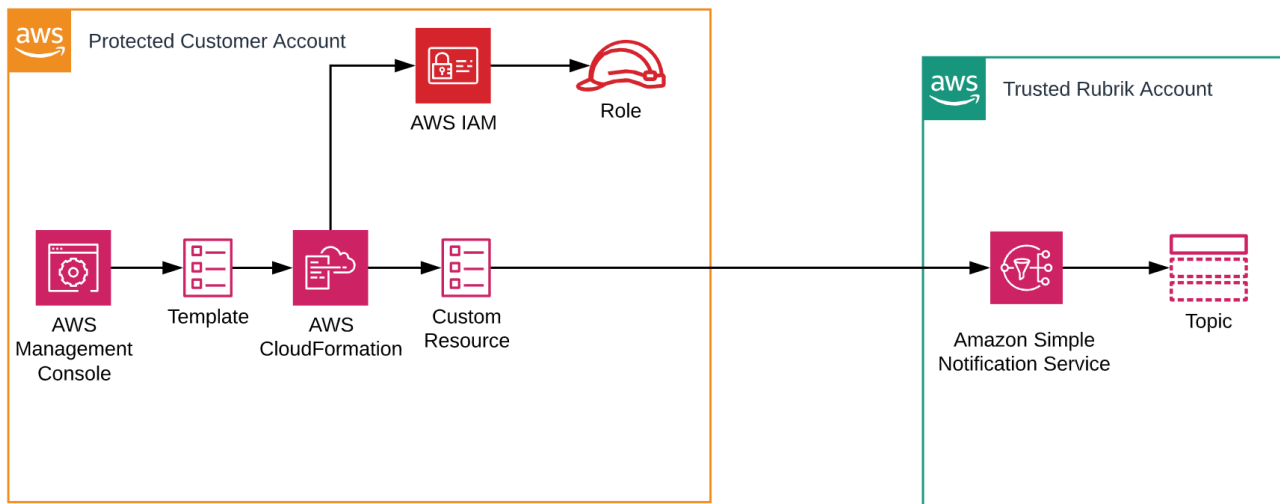 aws
Protected Customer Account
AWS IAM
Role
aws
Trusted Rubrik Account
AWS
Management
Console
Template
AWS
CloudFormation
Custom
Resource
Amazon Simple
Notification Service
Topic